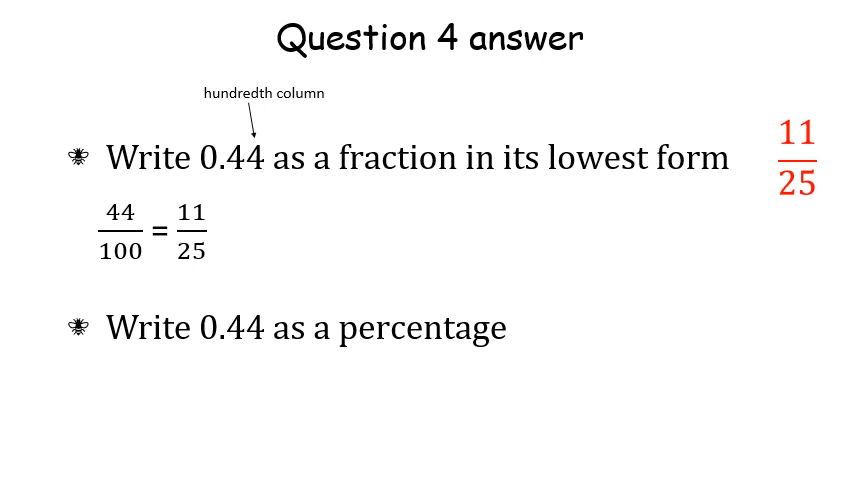 Question 4 answer
hundredth column
Write 0.44 as a fraction in its lowest form
11/25
44/100 = 11/25
Write 0.44 as a percentage